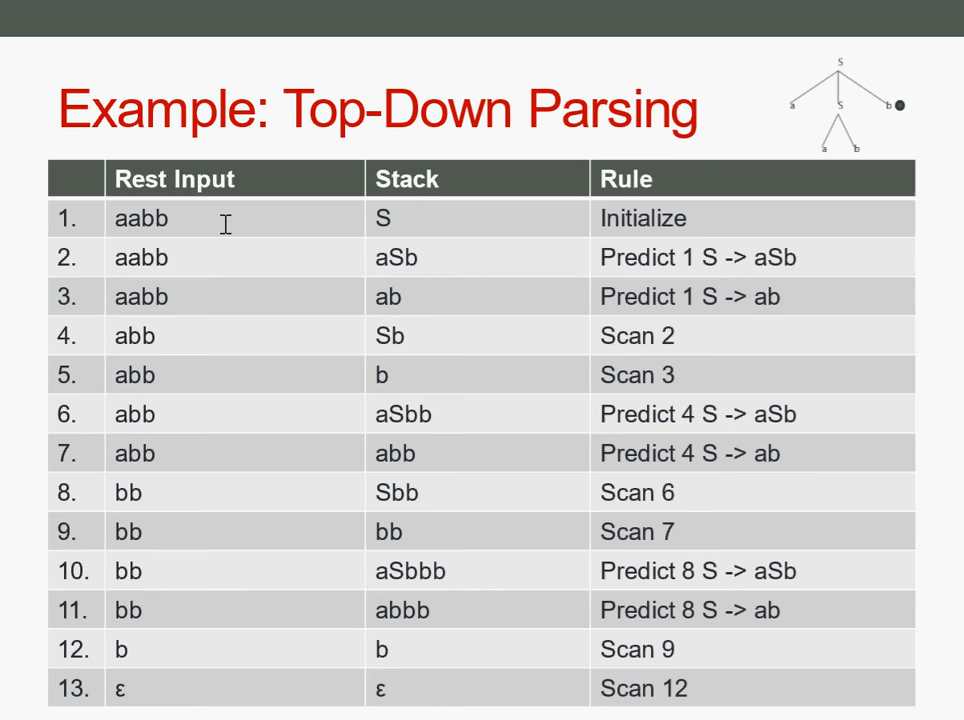 Example: Top-Down Parsing
S
a S b
a b
Rest Input Stack Rule
1. aabb S Initialize
2. aabb aSb Predict 1 S -> aSb
3. aabb ab Predict 1 S -> ab
4. abb Sb Scan 2
5. abb b Scan 3
6. abb aSbb Predict 4 S -> aSb
7. abb abb Predict 4 S -> ab
8. bb Sbb Scan 6
9. bb bb Scan 7
10. bb aSbbb Predict 8 S -> aSb
11. bb abbb Predict 8 S -> ab
12. b b Scan 9
13. ε ε Scan 12